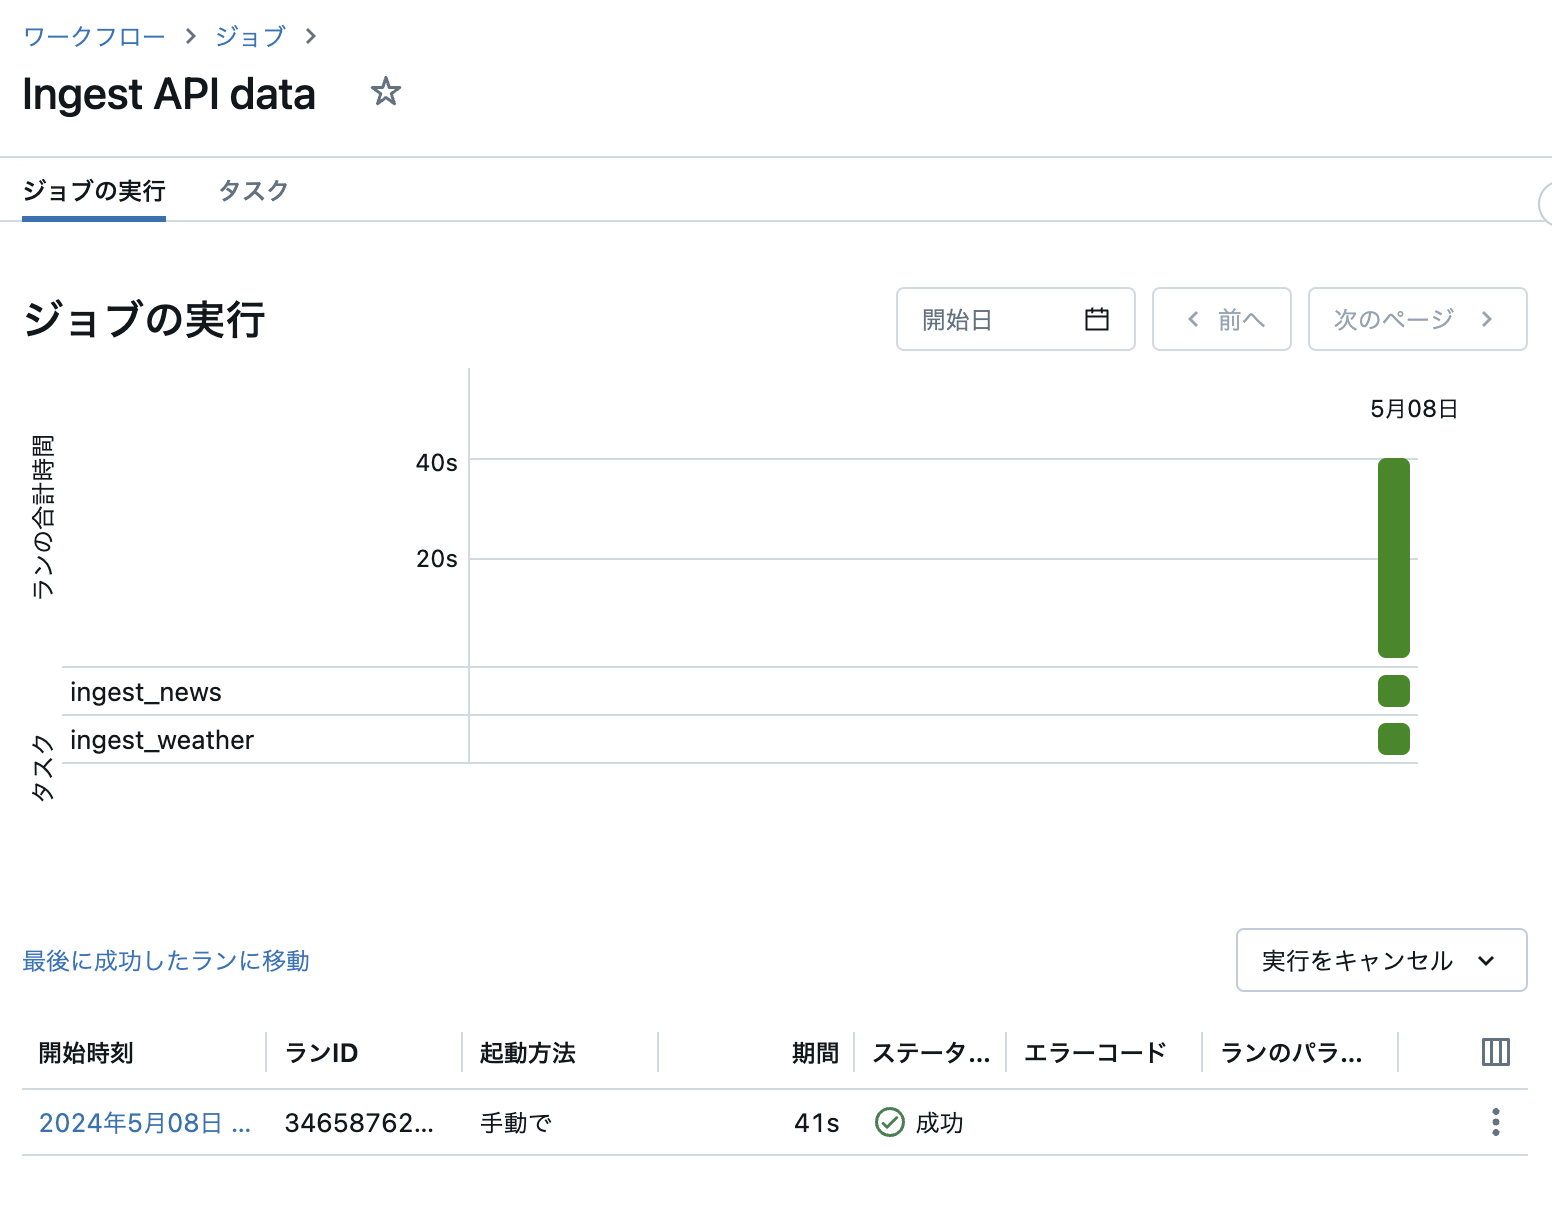 ワークフロー > ジョブ >
Ingest API data
ジョブの実行 タスク
ジョブの実行
開始日 前へ 次のページ
5月08日
ランの合計時間
40s
20s
タスク
ingest_news
ingest_weather
最後に成功したランに移動 実行をキャンセル
開始時刻 ランID 起動方法 期間 ステータ... エラーコード ランのパラ...
2024年5月08日 ... 34658762... 手動で 41s 成功